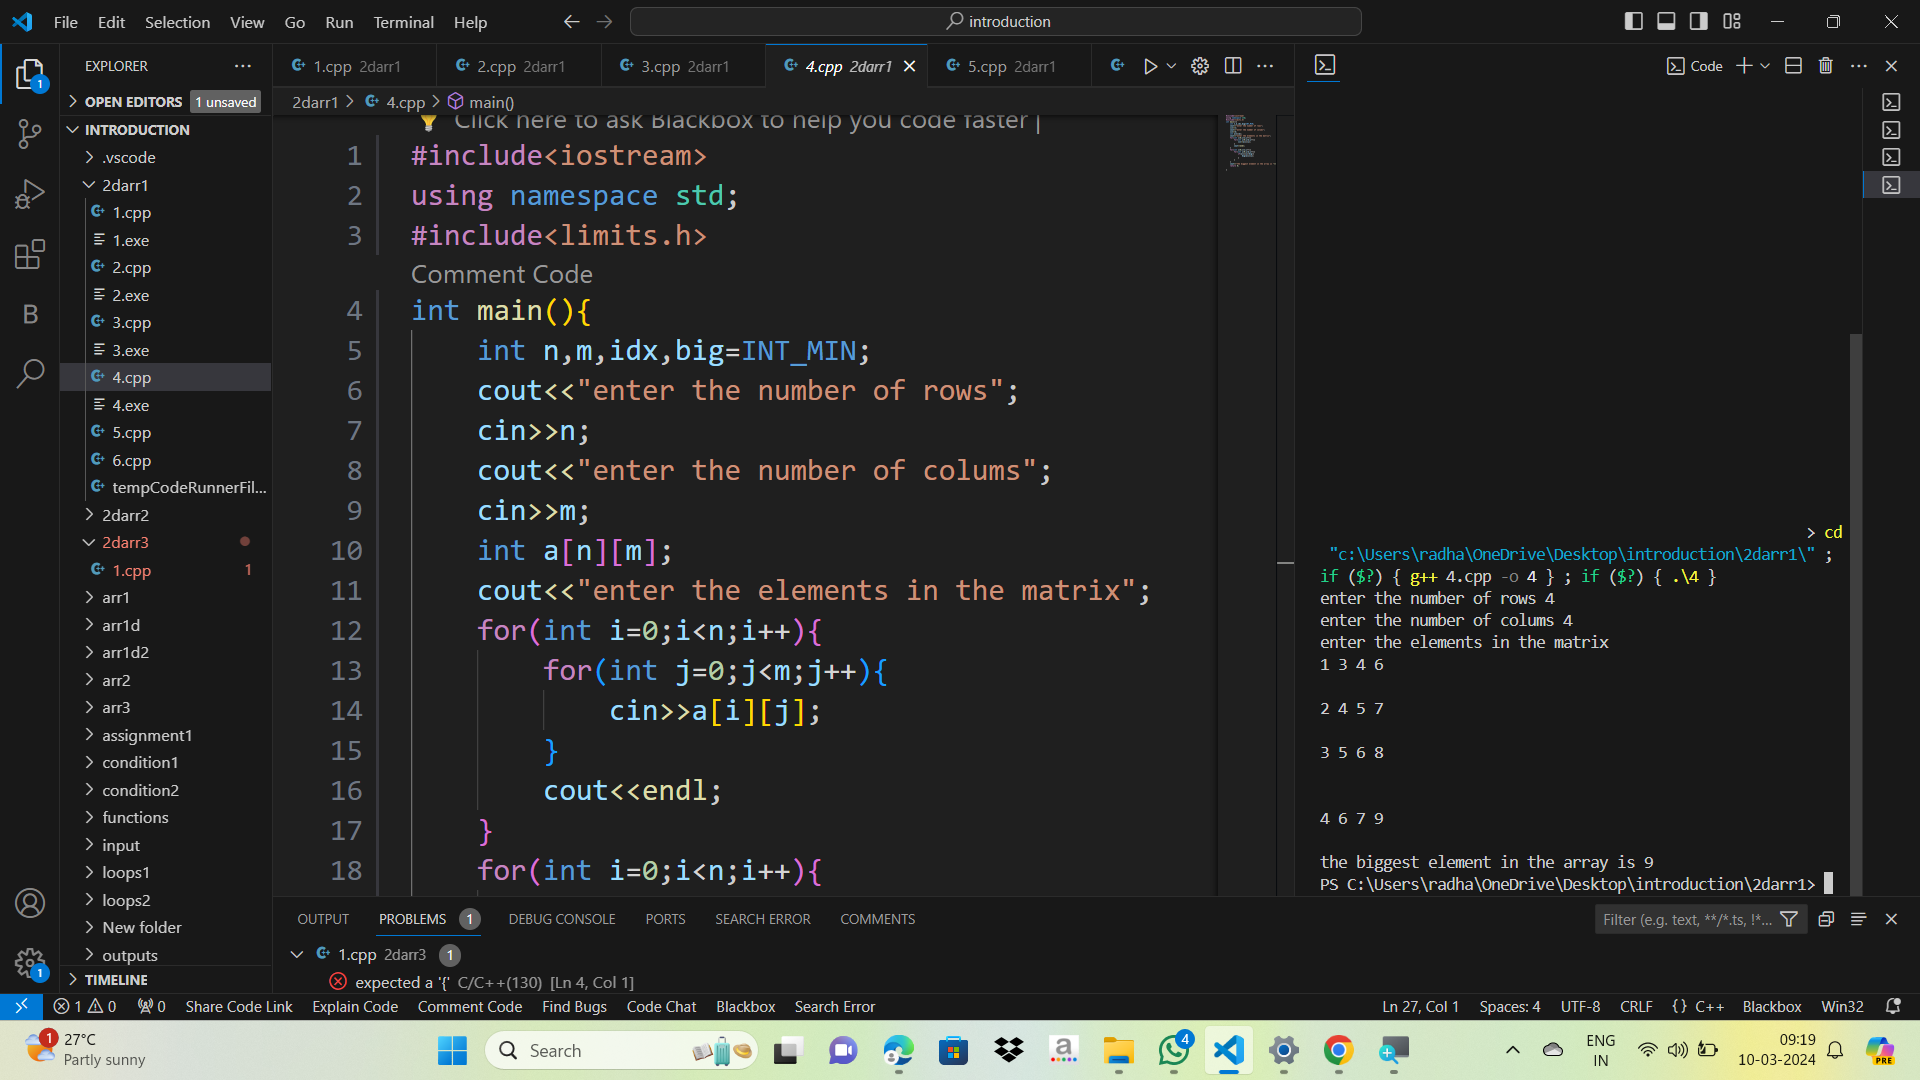 File Edit Selection View Go Run Terminal Help
introduction
EXPLORER
OPEN EDITORS 1 unsaved
INTRODUCTION
.vscode
2darr1
1.cpp
1.exe
2.cpp
2.exe
3.cpp
3.exe
4.cpp
4.exe
5.cpp
6.cpp
tempCodeRunnerFil...
2darr2
2darr3
1.cpp 1
arr1
arr1d
arr1d2
arr2
arr3
assignment1
condition1
condition2
functions
input
loops1
loops2
New folder
outputs
TIMELINE
1.cpp 2darr1
2.cpp 2darr1
3.cpp 2darr1
4.cpp 2darr1
5.cpp 2darr1
2darr1 > 4.cpp > main()
Click here to ask Blackbox to help you code faster |
1 #include<iostream>
2 using namespace std;
3 #include<limits.h>
Comment Code
4 int main(){
5 int n,m,idx,big=INT_MIN;
6 cout<<"enter the number of rows";
7 cin>>n;
8 cout<<"enter the number of colums";
9 cin>>m;
10 int a[n][m];
11 cout<<"enter the elements in the matrix";
12 for(int i=0;i<n;i++){
13 for(int j=0;j<m;j++){
14 cin>>a[i][j];
15 }
16 cout<<endl;
17 }
18 for(int i=0;i<n;i++){
Code
> cd
"c:\Users\radha\OneDrive\Desktop\introduction\2darr1\" ;
if ($?) { g++ 4.cpp -o 4 } ; if ($?) { .\4 }
enter the number of rows 4
enter the number of colums 4
enter the elements in the matrix
1 3 4 6
2 4 5 7
3 5 6 8
4 6 7 9
the biggest element in the array is 9
PS C:\Users\radha\OneDrive\Desktop\introduction\2darr1>
OUTPUT PROBLEMS 1 DEBUG CONSOLE PORTS SEARCH ERROR COMMENTS
Filter (e.g. text, **/*.ts, !*...
1.cpp 2darr3 1
expected a '{' C/C++(130) [Ln 4, Col 1]
1 0 0 Share Code Link Explain Code Comment Code Find Bugs Code Chat Blackbox Search Error
Ln 27, Col 1 Spaces: 4 UTF-8 CRLF {} C++ Blackbox Win32
27°C
Partly sunny
Search
ENG
IN
09:19
10-03-2024